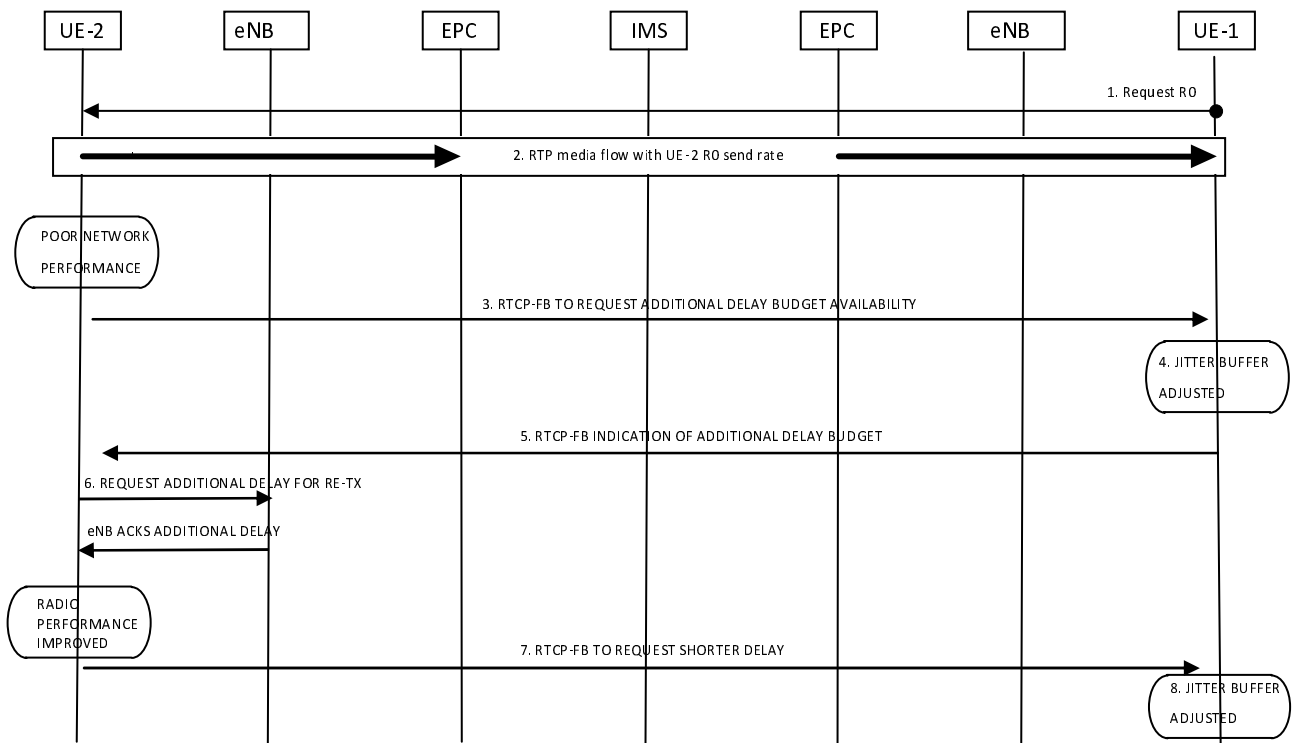 UE-2
eNB
EPC
IMS
EPC
eNB
UE-1
1. Request R0
2. RTP media flow with UE-2 R0 send rate
POOR NETWORK
PERFORMANCE
3. RTCP-FB TO REQUEST ADDITIONAL DELAY BUDGET AVAILABILITY
4. JITTER BUFFER
ADJUSTED
5. RTCP-FB INDICATION OF ADDITIONAL DELAY BUDGET
6. REQUEST ADDITIONAL DELAY FOR RE-TX
eNB ACKS ADDITIONAL DELAY
RADIO
PERFORMANCE
IMPROVED
7. RTCP-FB TO REQUEST SHORTER DELAY
8. JITTER BUFFER
ADJUSTED